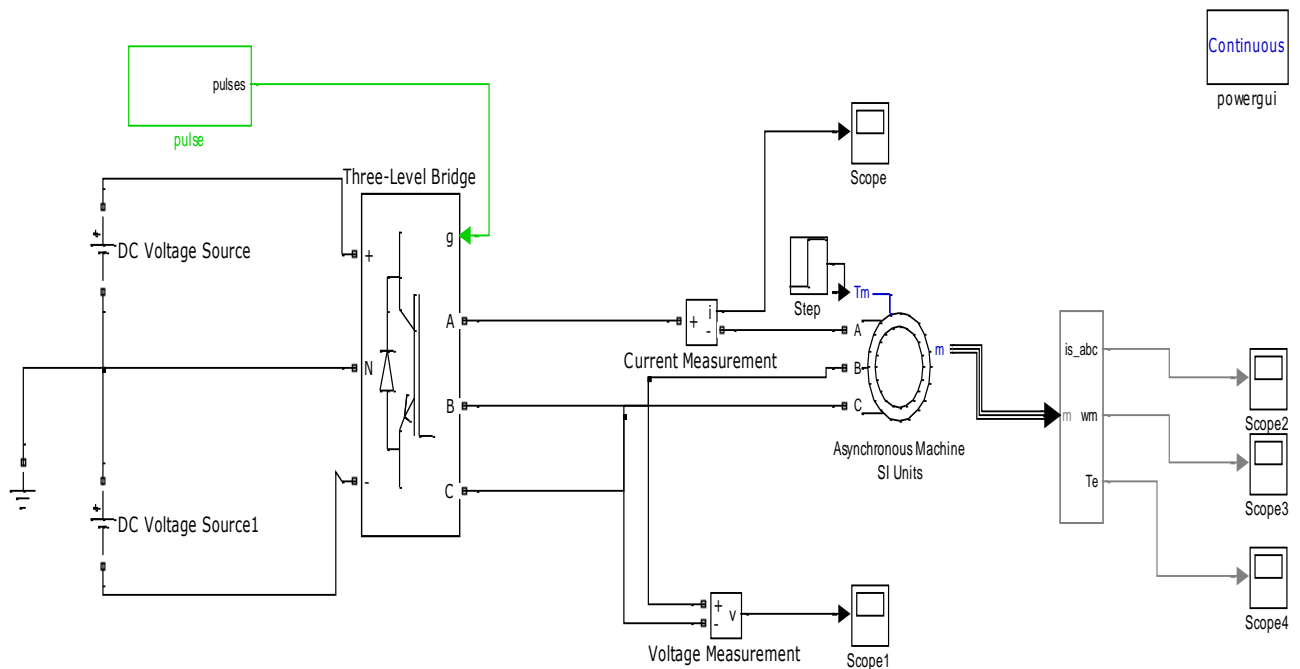 Continuous
powergui
pulses
pulse
Scope
Three-Level Bridge
g
+
DC Voltage Source
+
A
N
B
-
C
+
DC Voltage Source1
Step
Tm
i
+
-
Current Measurement
A
B
C
m
Asynchronous Machine
SI Units
is_abc
m
wm
Te
Scope2
Scope3
Scope4
+
-
v
Voltage Measurement
Scope1